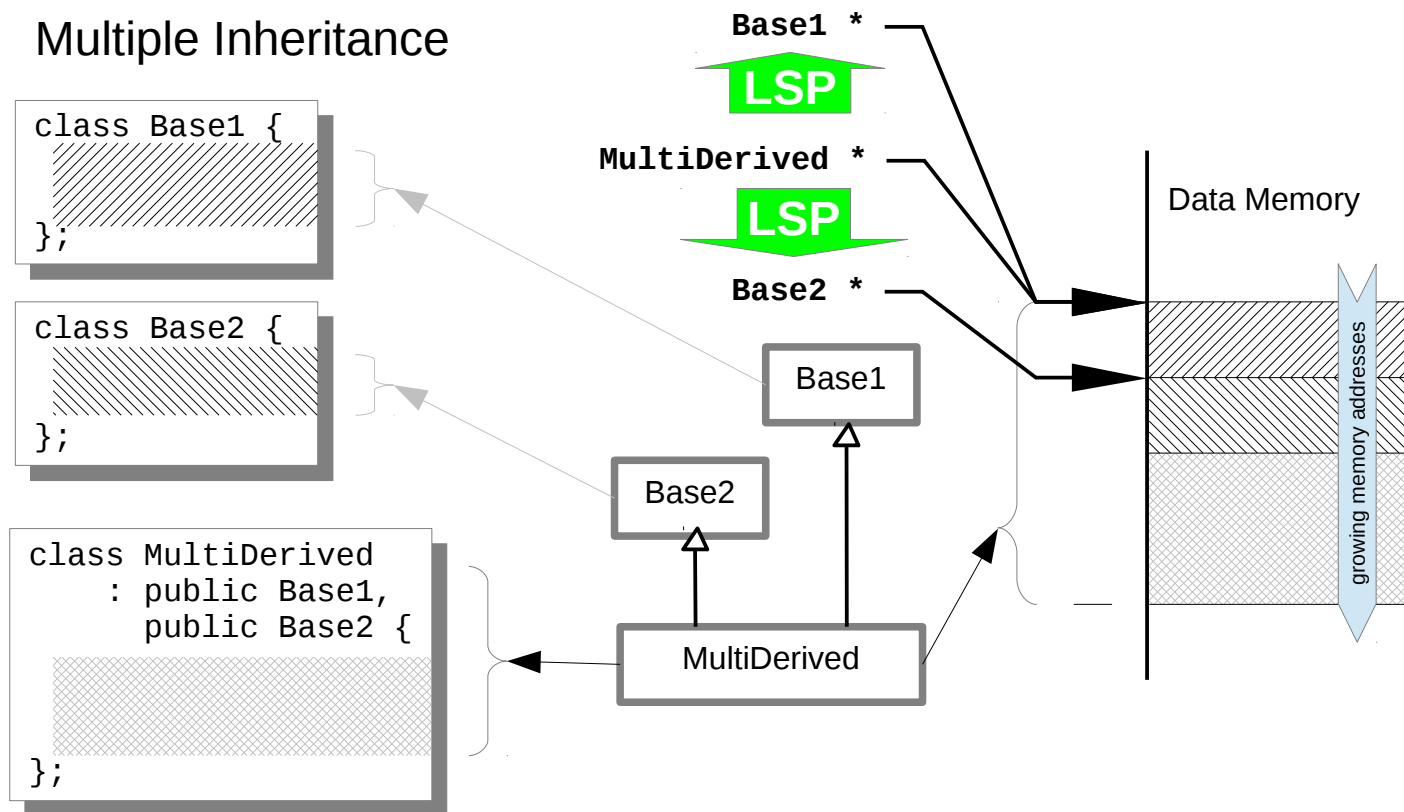 Multiple Inheritance
class Base1 {
};
class Base2 {
};
class MultiDerived
    : public Base1,
      public Base2 {
};
Base1 *
LSP
MultiDerived *
LSP
Base2 *
Base1
Base2
MultiDerived
Data Memory
growing memory addresses